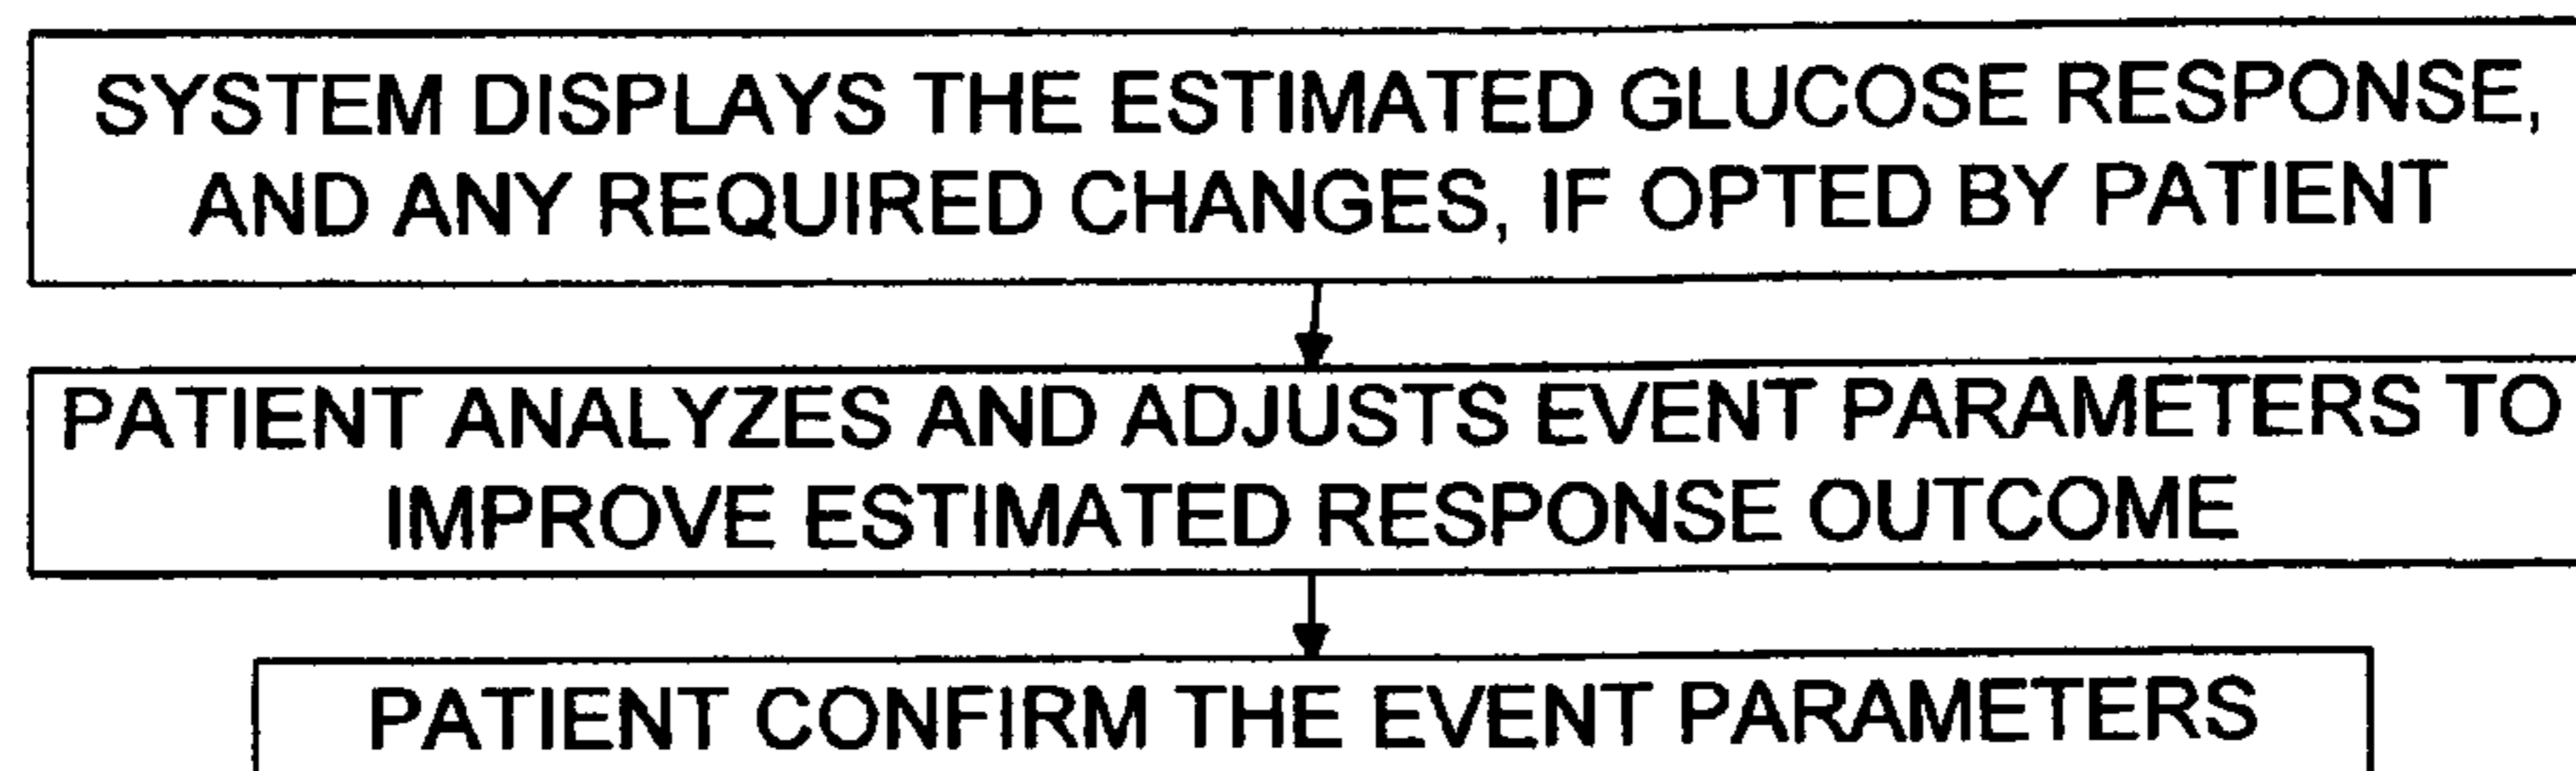 SYSTEM DISPLAYS THE ESTIMATED GLUCOSE RESPONSE,
AND ANY REQUIRED CHANGES, IF OPTED BY PATIENT
PATIENT ANALYZES AND ADJUSTS EVENT PARAMETERS TO
IMPROVE ESTIMATED RESPONSE OUTCOME
PATIENT CONFIRM THE EVENT PARAMETERS